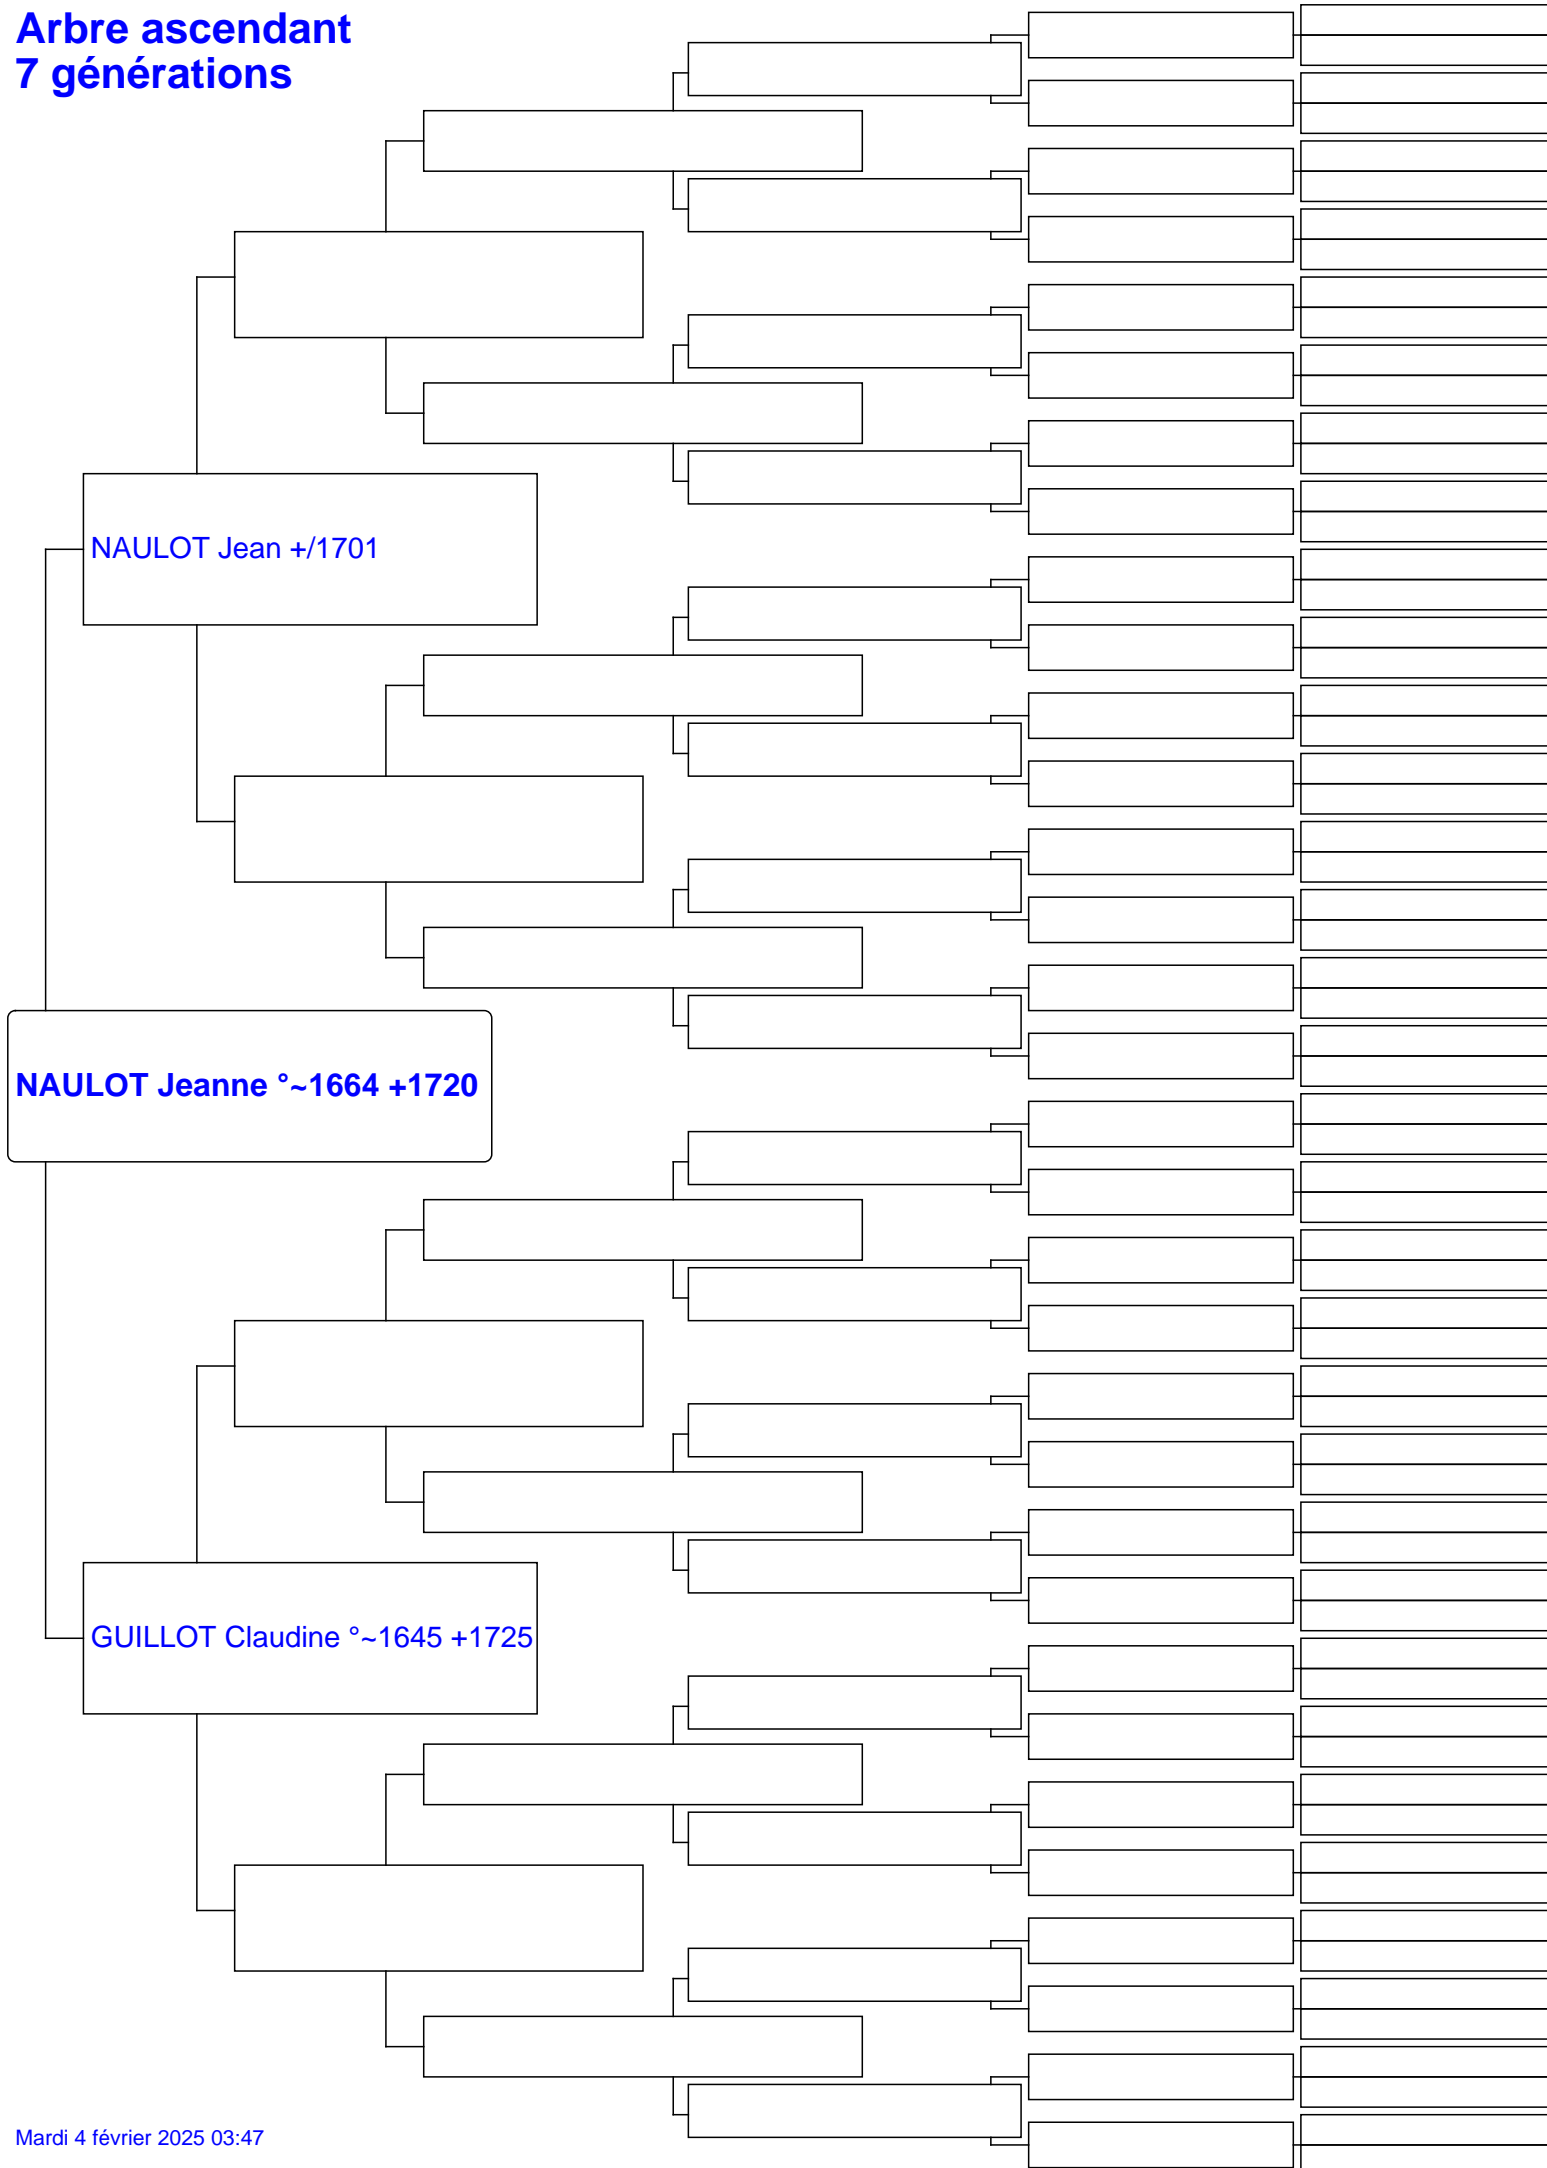 Arbre ascendant
7 générations
NAULOT Jean +/1701
NAULOT Jeanne °~1664 +1720
GUILLOT Claudine °~1645 +1725
Mardi 4 février 2025 03:47